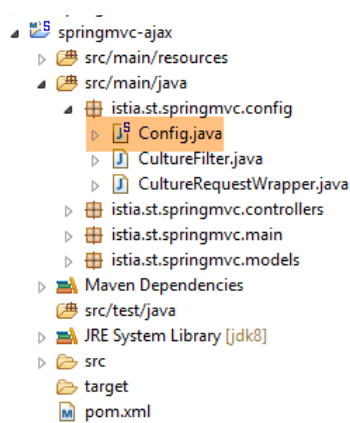 springmvc-ajax
src/main/resources
src/main/java
istia.st.springmvc.config
Config.java
CultureFilter.java
CultureRequestWrapper.java
istia.st.springmvc.controllers
istia.st.springmvc.main
istia.st.springmvc.models
Maven Dependencies
src/test/java
JRE System Library [jdk8]
src
target
pom.xml